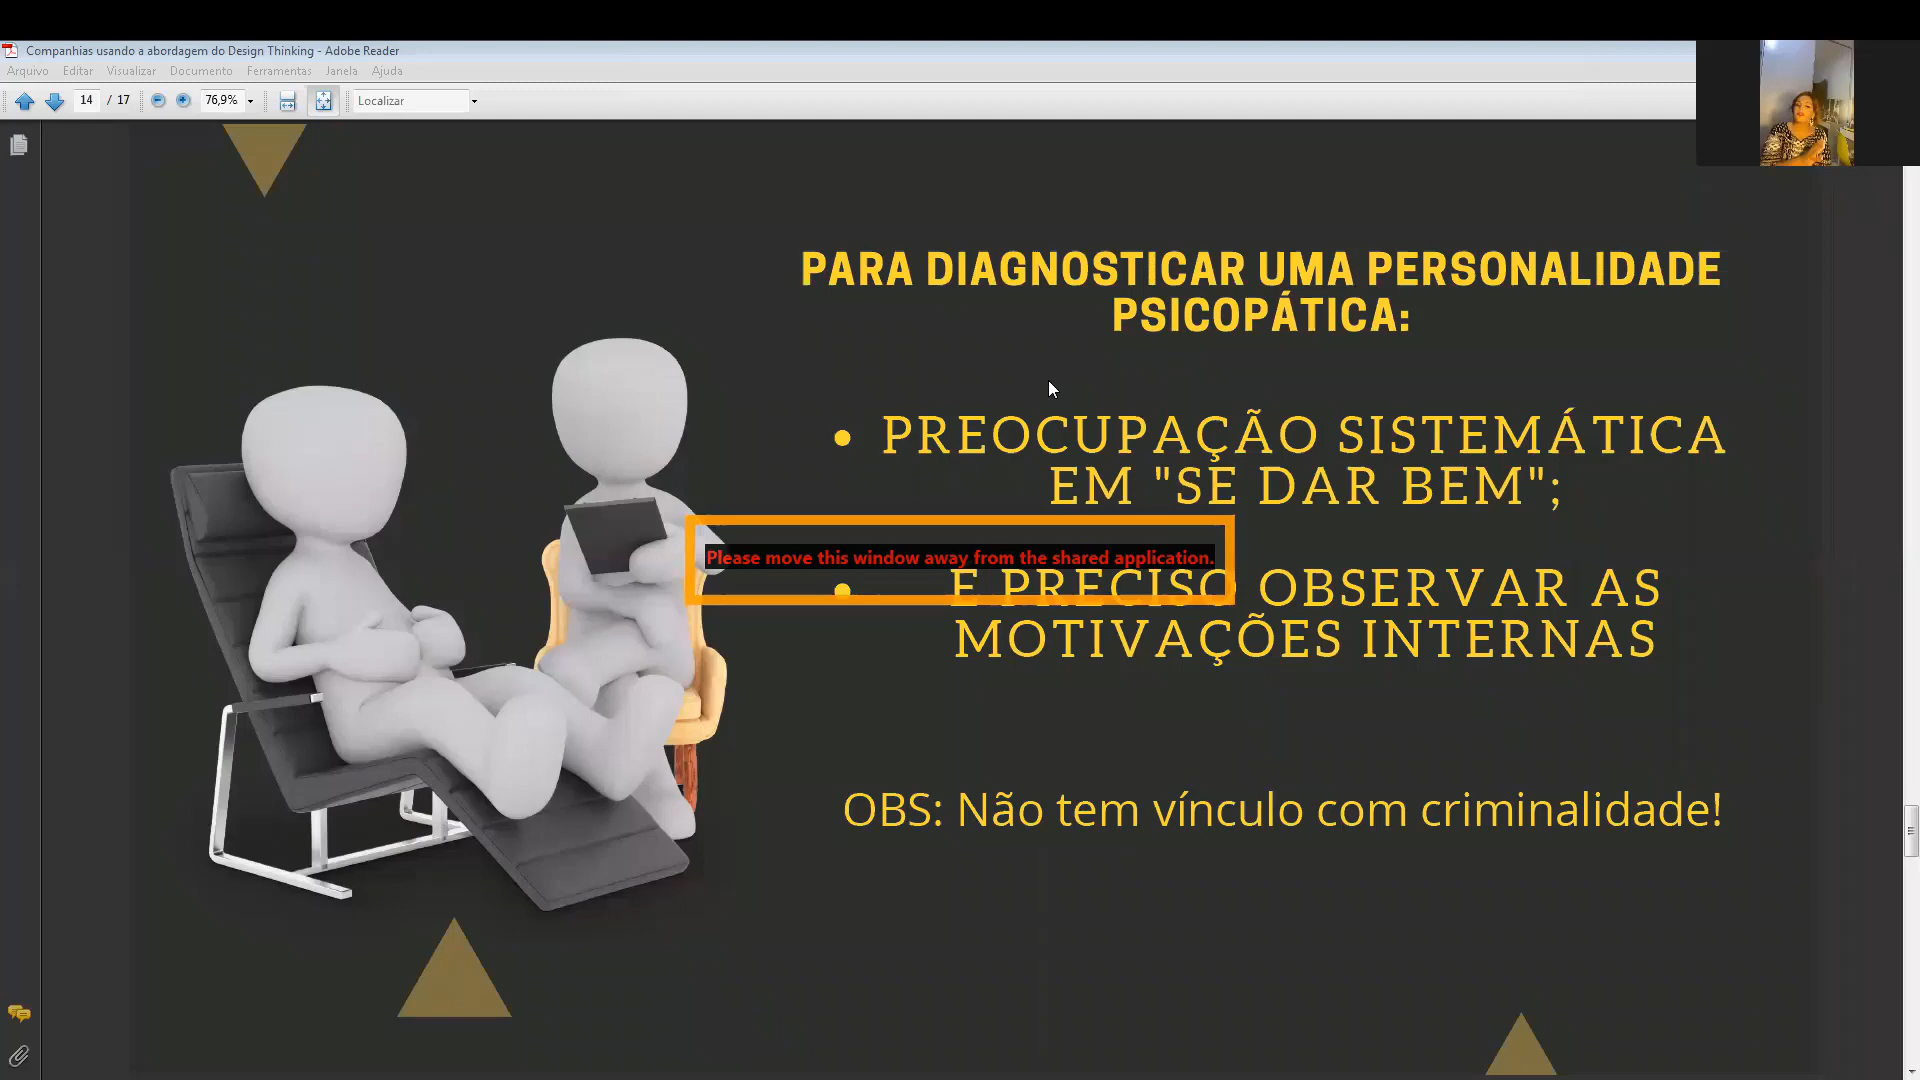 Companhias usando a abordagem do Design Thinking - Adobe Reader
Arquivo Editar Visualizar Documento Ferramentas Janela Ajuda
14 / 17 76,9% Localizar
PARA DIAGNOSTICAR UMA PERSONALIDADE
PSICOPÁTICA:
• PREOCUPAÇÃO SISTEMÁTICA
EM "SE DAR BEM";
Please move this window away from the shared application.
• É PRECISO OBSERVAR AS
MOTIVAÇÕES INTERNAS
OBS: Não tem vínculo com criminalidade!